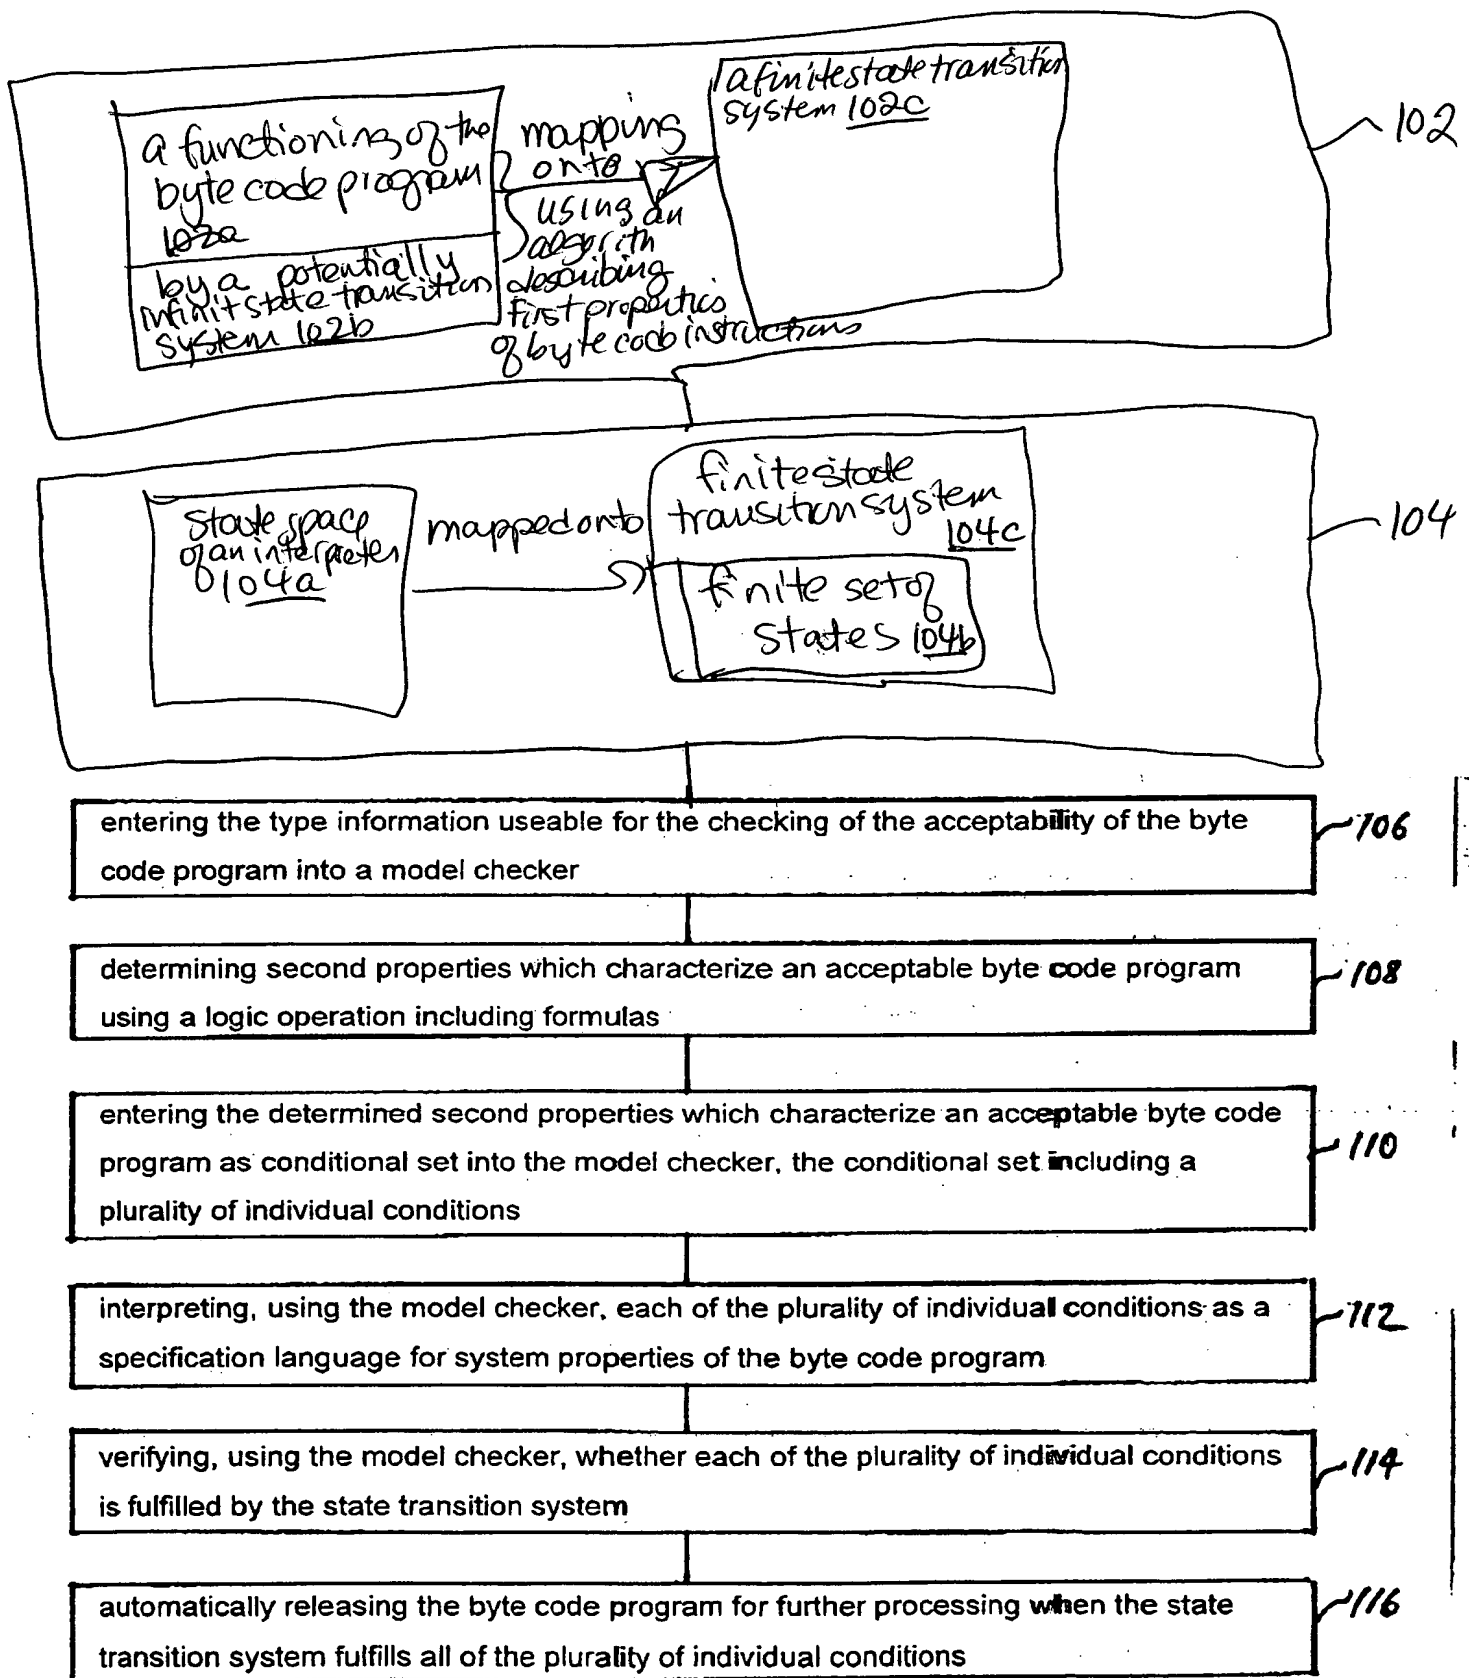 a functioning of the
byte code program
102a
by a potentially
infinit state transition
system 102b
mapping
onto
using an
algorith
describing
first properties
of byte code instructions
a finite state transition
system 102c
102
state space
of an interpreter
104a
mapped onto
finite state
transition system
104c
finite set of
states 104b
104
entering the type information useable for the checking of the acceptability of the byte
code program into a model checker
106
determining second properties which characterize an acceptable byte code program
using a logic operation including formulas
108
entering the determined second properties which characterize an acceptable byte code
program as conditional set into the model checker, the conditional set including a
plurality of individual conditions
110
interpreting, using the model checker, each of the plurality of individual conditions as a
specification language for system properties of the byte code program
112
verifying, using the model checker, whether each of the plurality of individual conditions
is fulfilled by the state transition system
114
automatically releasing the byte code program for further processing when the state
transition system fulfills all of the plurality of individual conditions
116